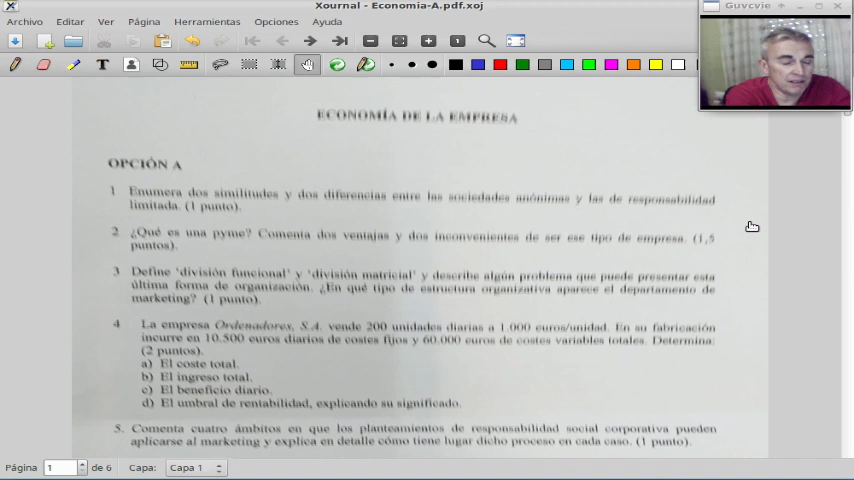 Xournal - Economia-A.pdf.xoj
Guvcvie
Archivo Editar Ver Página Herramientas Opciones Ayuda
ECONOMÍA DE LA EMPRESA
OPCIÓN A
1 Enumera dos similitudes y dos diferencias entre las sociedades anónimas y las de responsabilidad
limitada. (1 punto).
2 ¿Qué es una pyme? Comenta dos ventajas y dos inconvenientes de ser ese tipo de empresa. (1,5
puntos).
3 Define 'división funcional' y 'división matricial' y describe algún problema que puede presentar esta
última forma de organización. ¿En qué tipo de estructura organizativa aparece el departamento de
marketing? (1 punto).
4 La empresa Ordenadores, S.A. vende 200 unidades diarias a 1.000 euros/unidad. En su fabricación
incurre en 10.500 euros diarios de costes fijos y 60.000 euros de costes variables totales. Determina:
(2 puntos).
a) El coste total.
b) El ingreso total.
c) El beneficio diario.
d) El umbral de rentabilidad, explicando su significado.
5. Comenta cuatro ámbitos en que los planteamientos de responsabilidad social corporativa pueden
aplicarse al marketing y explica en detalle cómo tiene lugar dicho proceso en cada caso. (1 punto).
Página 1 de 6 Capa: Capa 1